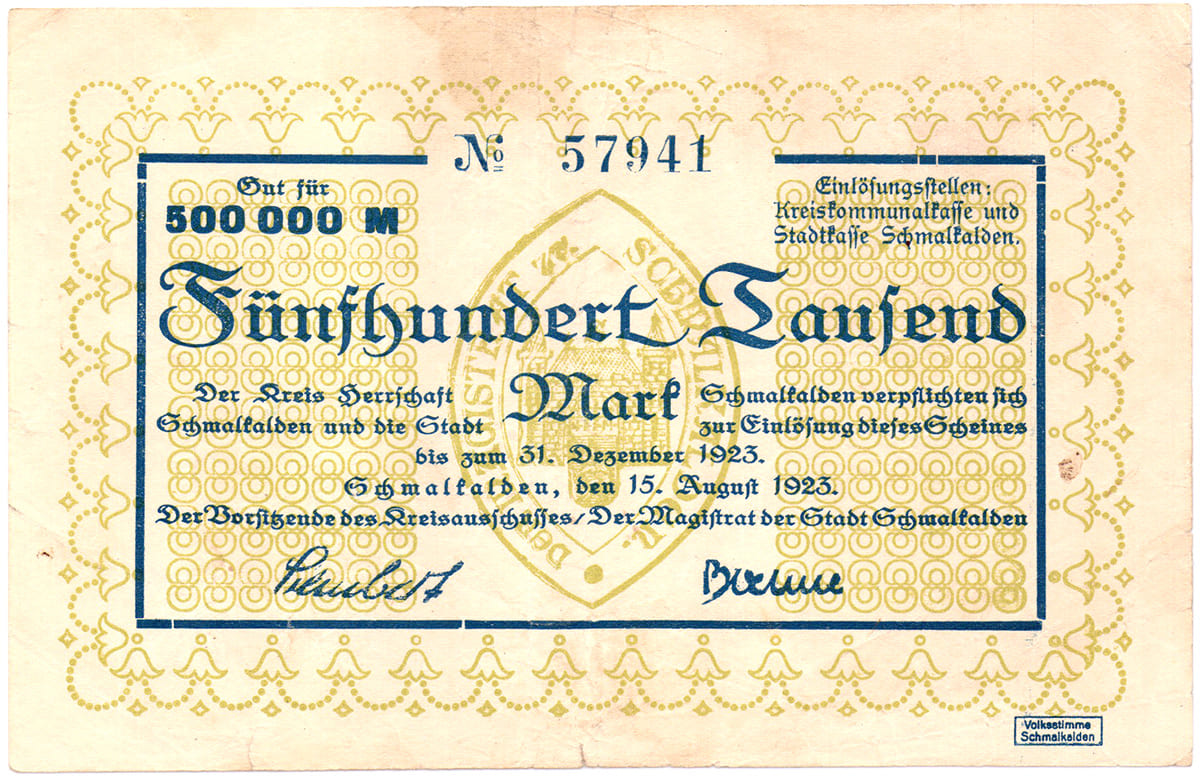 No 57941
Gut für
500 000 M
Einlösungsstellen:
Kreiskommunalkasse und
Stadtkasse Schmalkalden.
Fünfhundert Tausend
Mark
Der Kreis Herrschaft Schmalkalden verpflichten sich
Schmalkalden und die Stadt zur Einlösung dieses Scheines
bis zum 31. Dezember 1923.
Schmalkalden, den 15. August 1923.
Der Vorsitzende des Kreisausschusses/Der Magistrat der Stadt Schmalkalden
Volksstimme
Schmalkalden